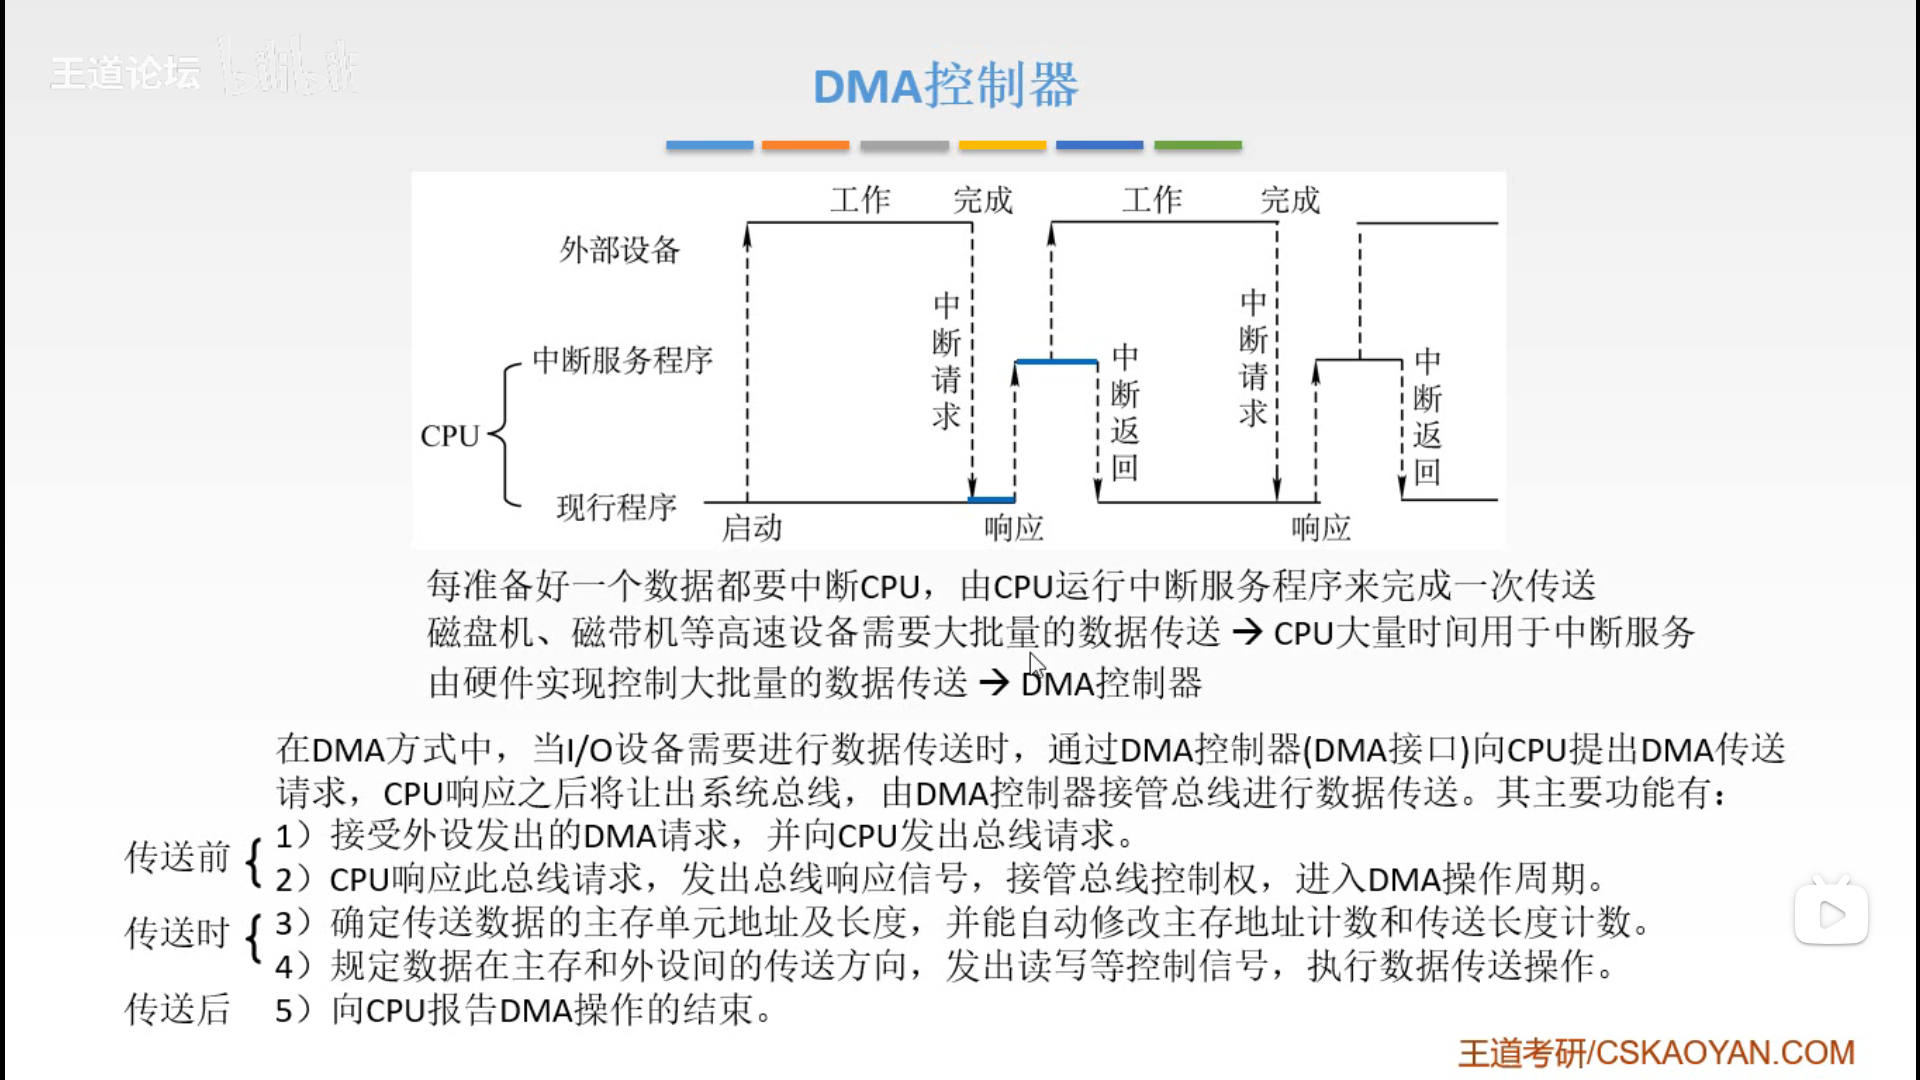 王道论坛 bilibili
DMA控制器
工作 完成 工作 完成
外部设备
中断请求
中断请求
中断服务程序
中断返回
中断返回
CPU
现行程序
启动 响应 响应
每准备好一个数据都要中断CPU，由CPU运行中断服务程序来完成一次传送
磁盘机、磁带机等高速设备需要大批量的数据传送 → CPU大量时间用于中断服务
由硬件实现控制大批量的数据传送 → DMA控制器
在DMA方式中，当I/O设备需要进行数据传送时，通过DMA控制器(DMA接口)向CPU提出DMA传送
请求，CPU响应之后将让出系统总线，由DMA控制器接管总线进行数据传送。其主要功能有：
传送前
1）接受外设发出的DMA请求，并向CPU发出总线请求。
2）CPU响应此总线请求，发出总线响应信号，接管总线控制权，进入DMA操作周期。
传送时
3）确定传送数据的主存单元地址及长度，并能自动修改主存地址计数和传送长度计数。
4）规定数据在主存和外设间的传送方向，发出读写等控制信号，执行数据传送操作。
传送后 5）向CPU报告DMA操作的结束。
王道考研/CSKAOYAN.COM